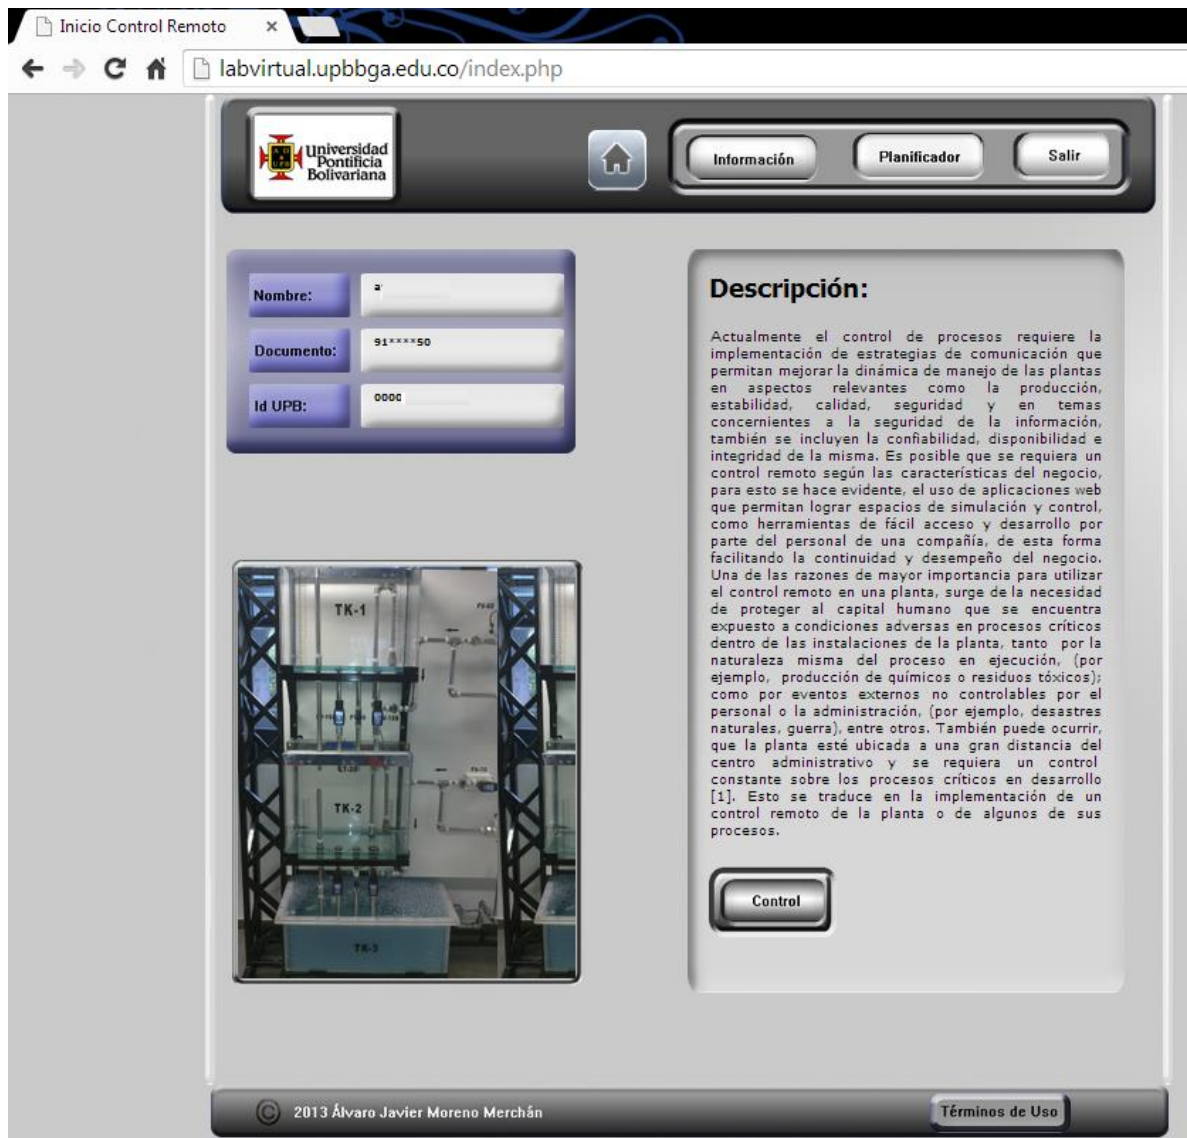 Inicio Control Remoto
labvirtual.upbbga.edu.co/index.php
Universidad
Pontificia
Bolivariana
Información
Planificador
Salir
Nombre:
a
Documento:
91****50
Id UPB:
000
Descripción:
Actualmente el control de procesos requiere la
implementación de estrategias de comunicación que
permitan mejorar la dinámica de manejo de las plantas
en aspectos relevantes como la producción,
estabilidad, calidad, seguridad y en temas
concernientes a la seguridad de la información,
también se incluyen la confiabilidad, disponibilidad e
integridad de la misma. Es posible que se requiera un
control remoto según las características del negocio,
para esto se hace evidente, el uso de aplicaciones web
que permitan lograr espacios de simulación y control,
como herramientas de fácil acceso y desarrollo por
parte del personal de una compañía, de esta forma
facilitando la continuidad y desempeño del negocio.
Una de las razones de mayor importancia para utilizar
el control remoto en una planta, surge de la necesidad
de proteger al capital humano que se encuentra
expuesto a condiciones adversas en procesos críticos
dentro de las instalaciones de la planta, tanto por la
naturaleza misma del proceso en ejecución, (por
ejemplo, producción de químicos o residuos tóxicos);
como por eventos externos no controlables por el
personal o la administración, (por ejemplo, desastres
naturales, guerra), entre otros. También puede ocurrir,
que la planta esté ubicada a una gran distancia del
centro administrativo y se requiera un control
constante sobre los procesos críticos en desarrollo
[1]. Esto se traduce en la implementación de un
control remoto de la planta o de algunos de sus
procesos.
Control
TK-1
TK-2
TK-3
2013 Álvaro Javier Moreno Merchán
Términos de Uso